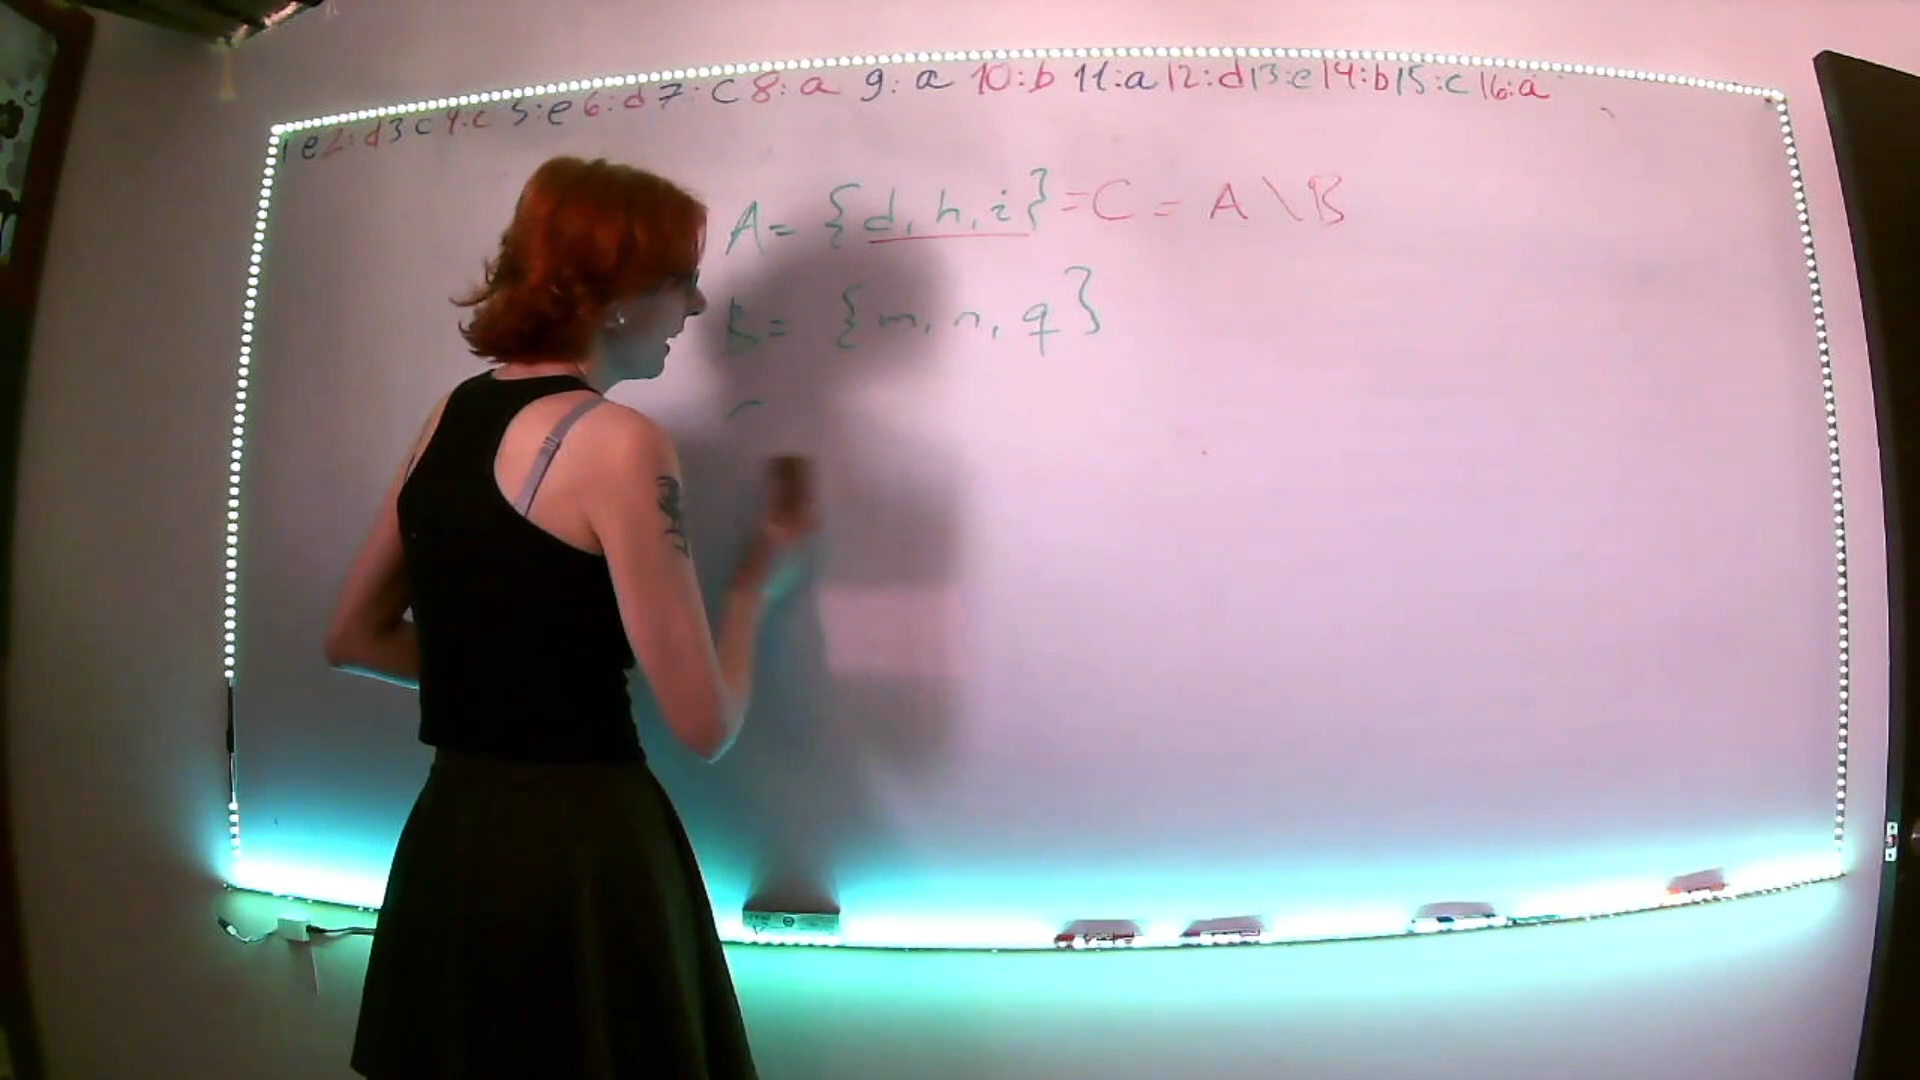 1 e 2: d 3 c 4: c 5: e 6: d 7: c 8: a 9: a 10: b 11: a 12: d 13: e 14: b 15: c 16: a
A = {d, h, i} = C = A \ B
B = {m, n, q}